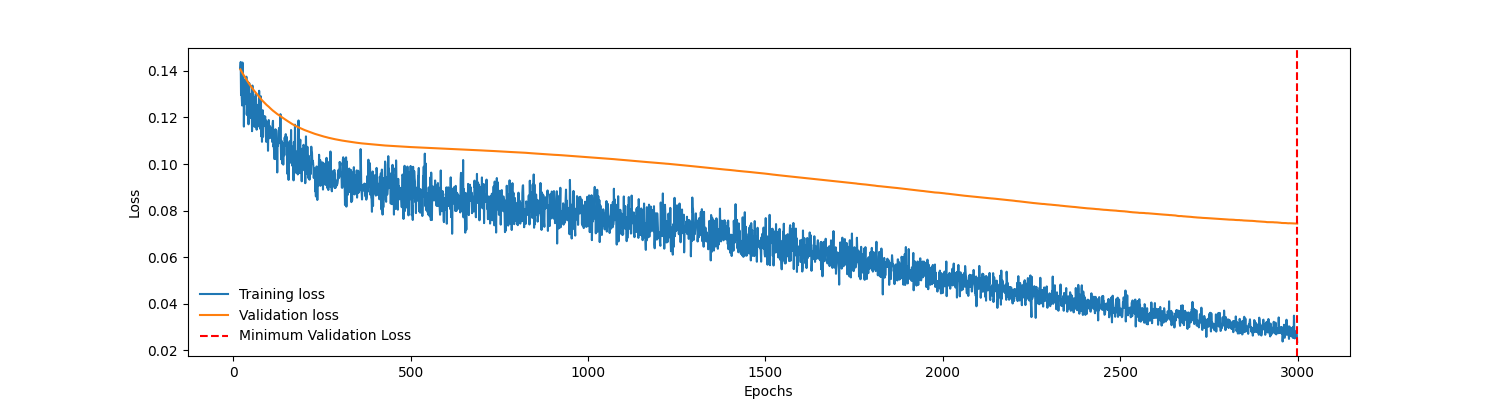 0.14
0.12
0.10
0.08
0.06
0.04
0.02
Loss
Training loss
Validation loss
Minimum Validation Loss
0 500 1000 1500 2000 2500 3000
Epochs